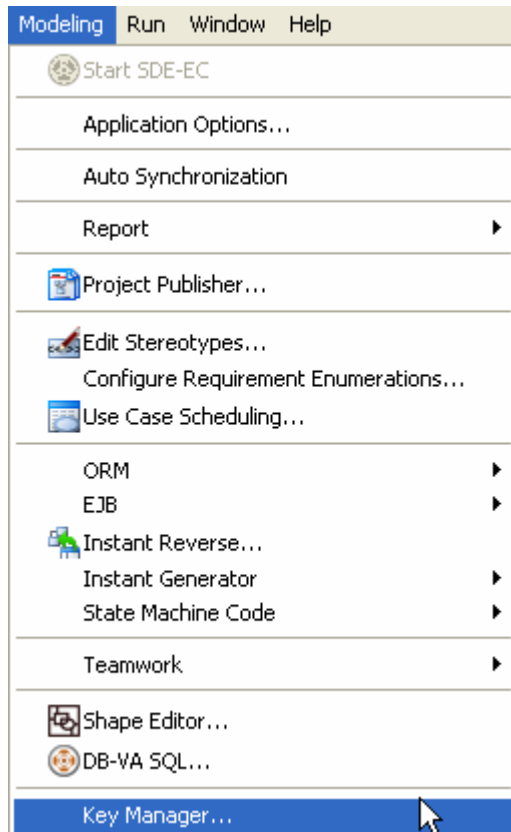 Modeling Run Window Help
Start SDE-EC
Application Options...
Auto Synchronization
Report
Project Publisher...
Edit Stereotypes...
Configure Requirement Enumerations...
Use Case Scheduling...
ORM
EJB
Instant Reverse...
Instant Generator
State Machine Code
Teamwork
Shape Editor...
DB-VA SQL...
Key Manager...